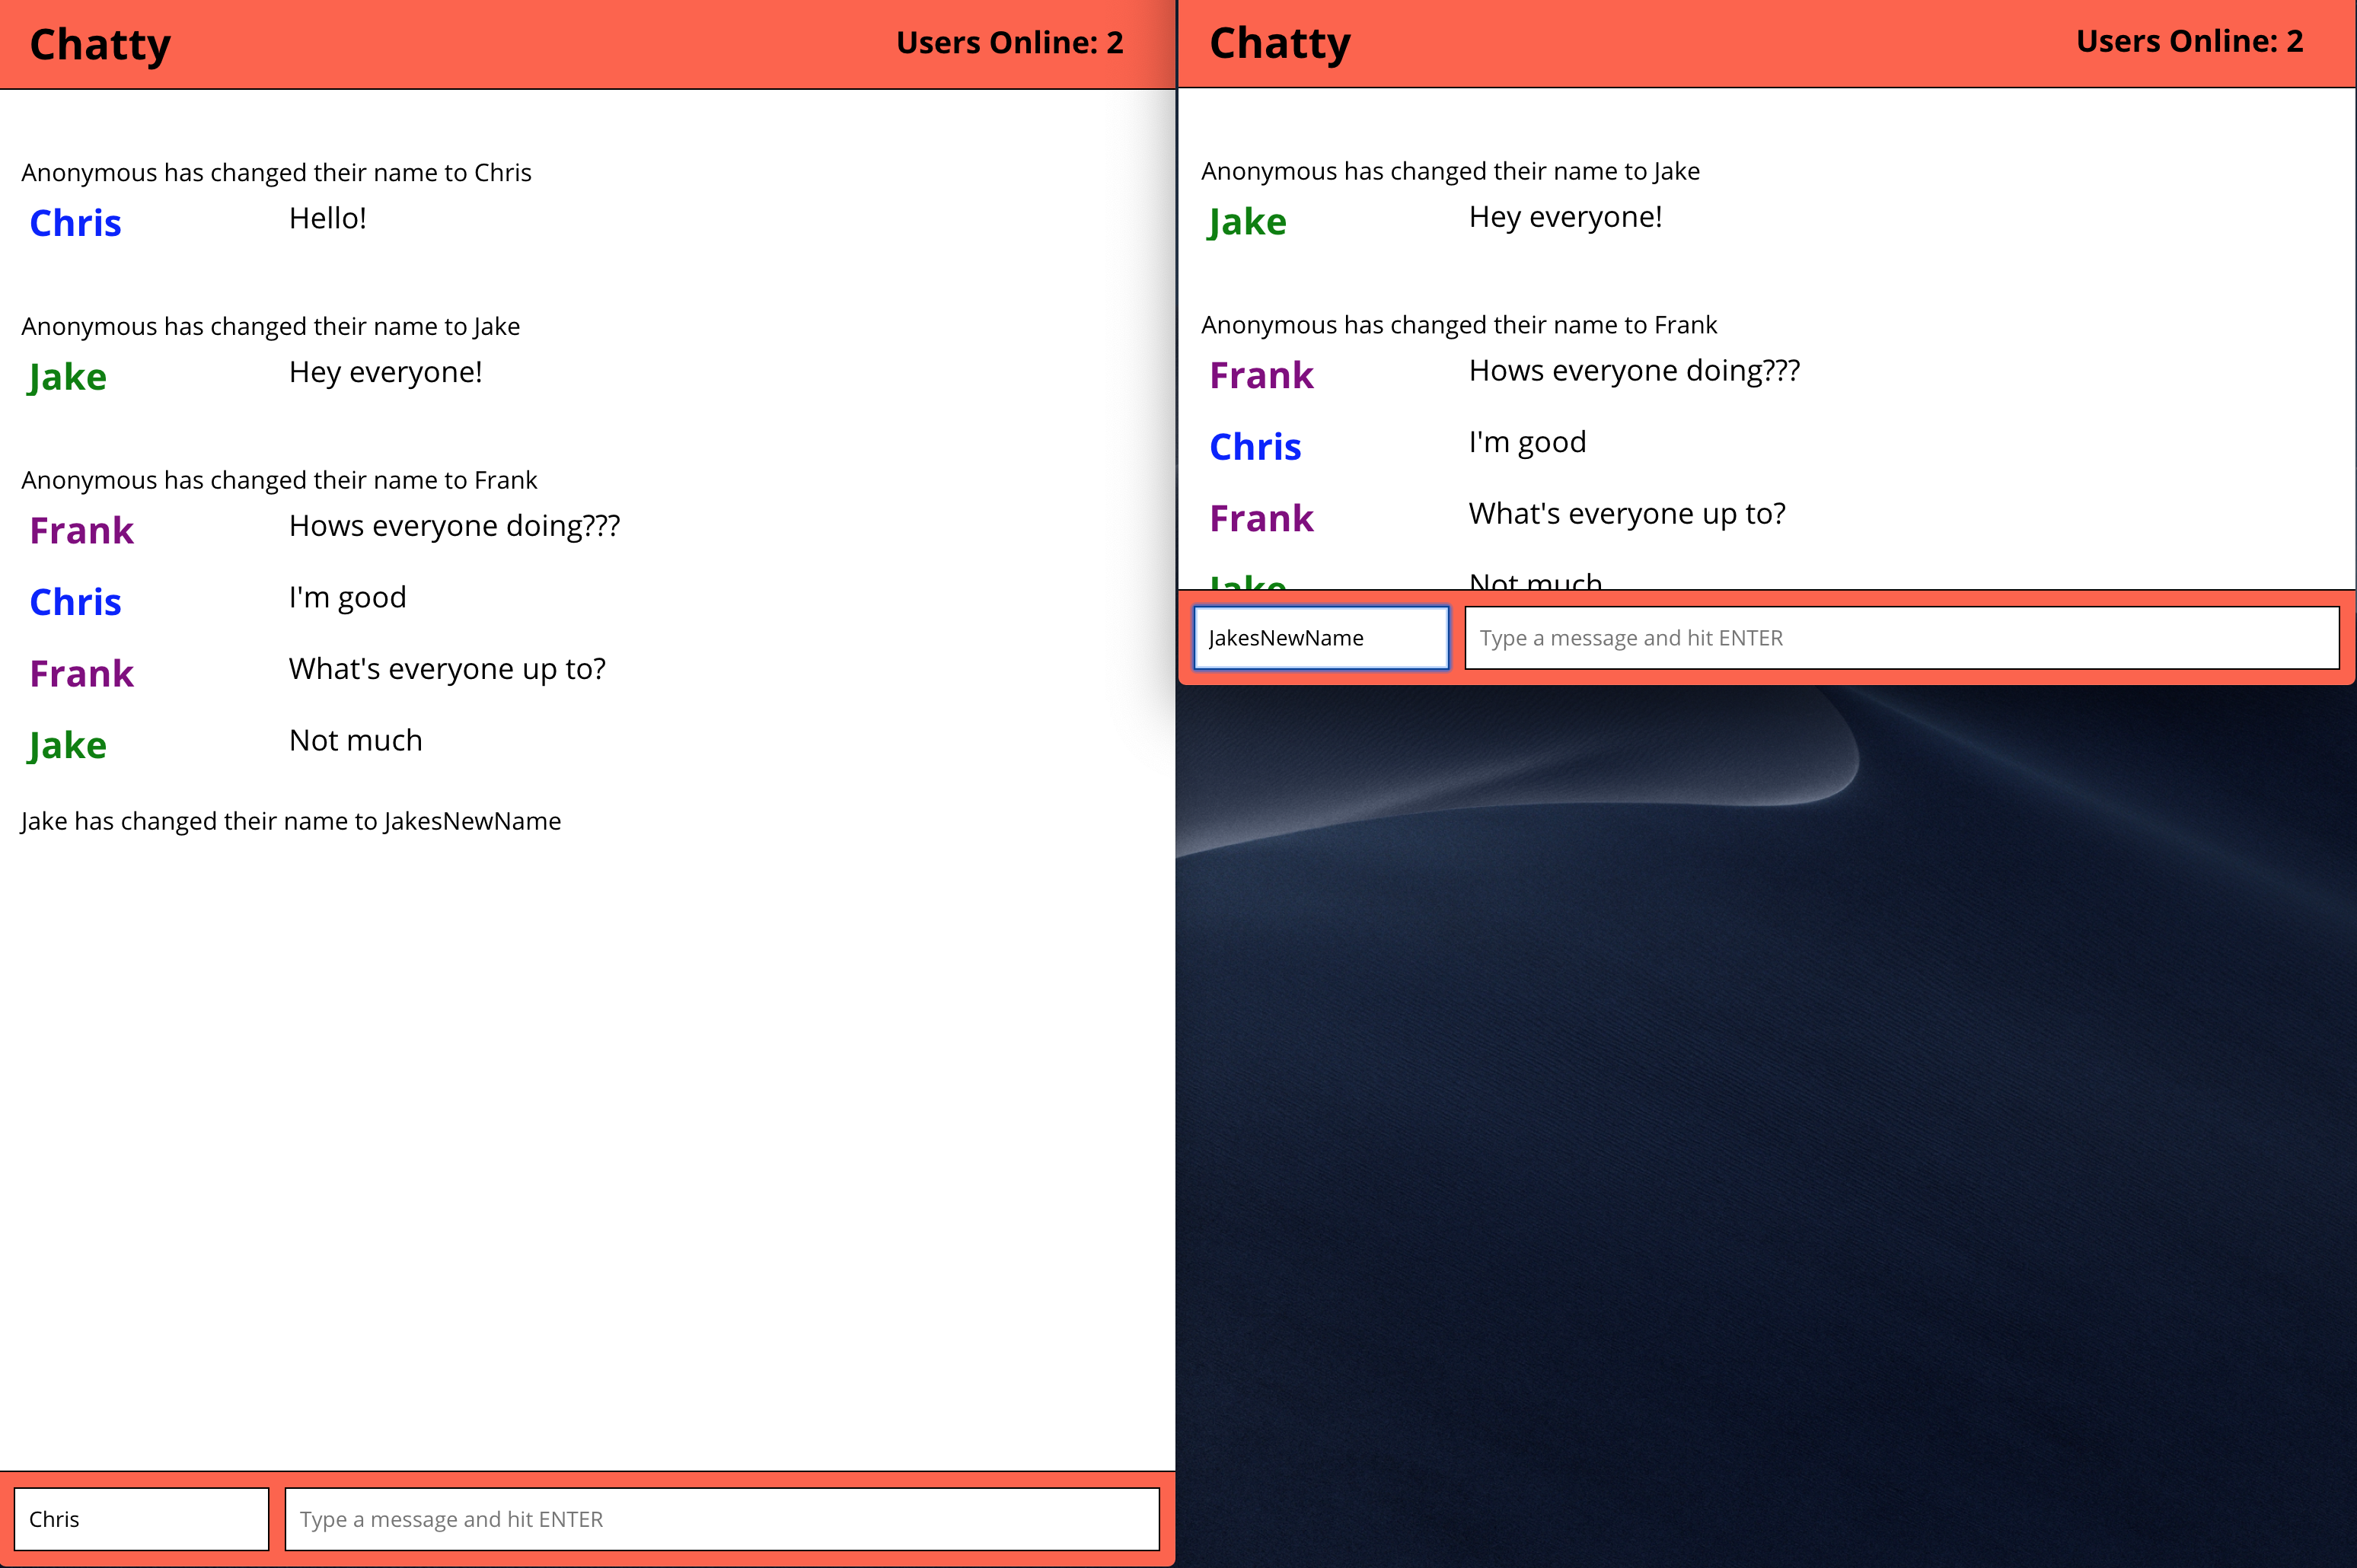 Chatty Users Online: 2
Anonymous has changed their name to Chris
Chris Hello!
Anonymous has changed their name to Jake
Jake Hey everyone!
Anonymous has changed their name to Frank
Frank Hows everyone doing???
Chris I'm good
Frank What's everyone up to?
Jake Not much
Jake has changed their name to JakesNewName
Chris Type a message and hit ENTER
Chatty Users Online: 2
Anonymous has changed their name to Jake
Jake Hey everyone!
Anonymous has changed their name to Frank
Frank Hows everyone doing???
Chris I'm good
Frank What's everyone up to?
Jake Not much
JakesNewName Type a message and hit ENTER